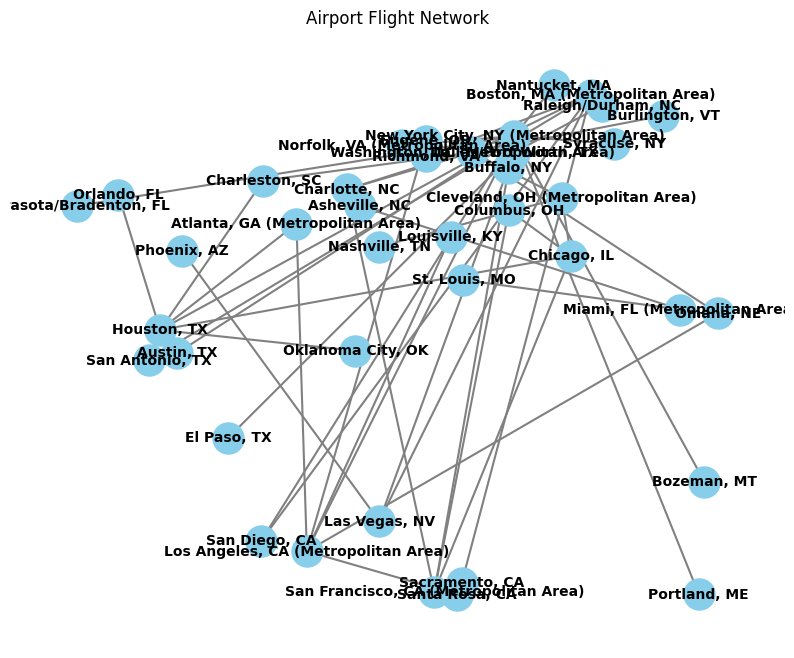 Airport Flight Network
Nantucket, MA
Boston, MA (Metropolitan Area)
Raleigh/Durham, NC
Burlington, VT
New York City, NY (Metropolitan Area)
Syracuse, NY
Norfolk, VA (Metropolitan Area)
Washington,
Richmond, VA
Buffalo, NY
Charleston, SC
Charlotte, NC
Orlando, FL
asota/Bradenton, FL
Cleveland, OH (Metropolitan Area)
Asheville, NC
Columbus, OH
Atlanta, GA (Metropolitan Area)
Louisville, KY
Nashville, TN
Phoenix, AZ
Chicago, IL
St. Louis, MO
Miami, FL (Metropolitan Area)
Omaha, NE
Houston, TX
Austin, TX
San Antonio, TX
Oklahoma City, OK
El Paso, TX
Bozeman, MT
Las Vegas, NV
San Diego, CA
Los Angeles, CA (Metropolitan Area)
Sacramento, CA
San Francisco, CA (Metropolitan Area)
Santa Rosa, CA
Portland, ME